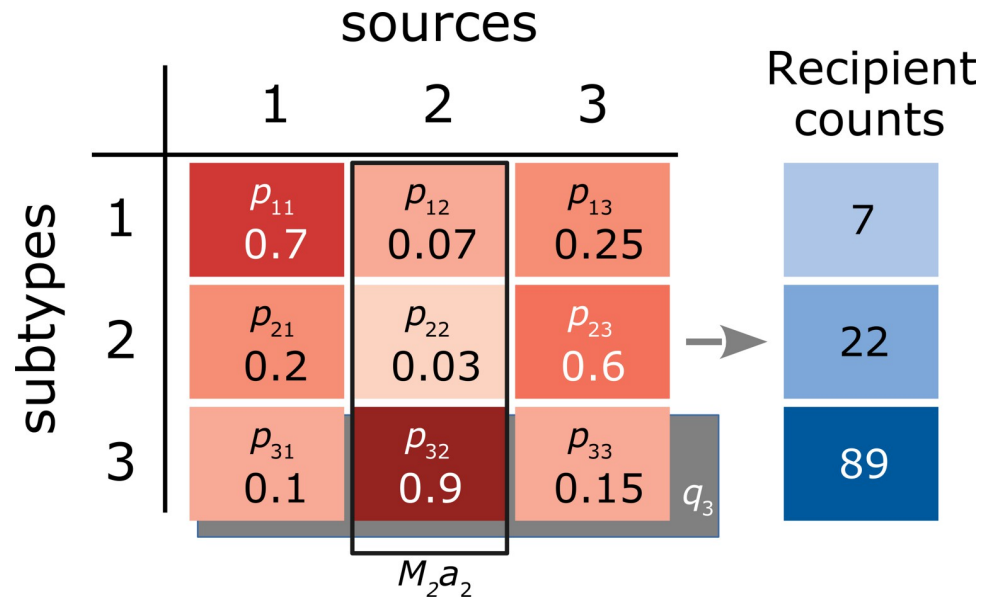 sources
Recipient
counts
1 2 3
subtypes
1
p₁₁
0.7
p₁₂
0.07
p₁₃
0.25
7
2
p₂₁
0.2
p₂₂
0.03
p₂₃
0.6
22
3
p₃₁
0.1
p₃₂
0.9
p₃₃
0.15
q₃
89
M₂a₂